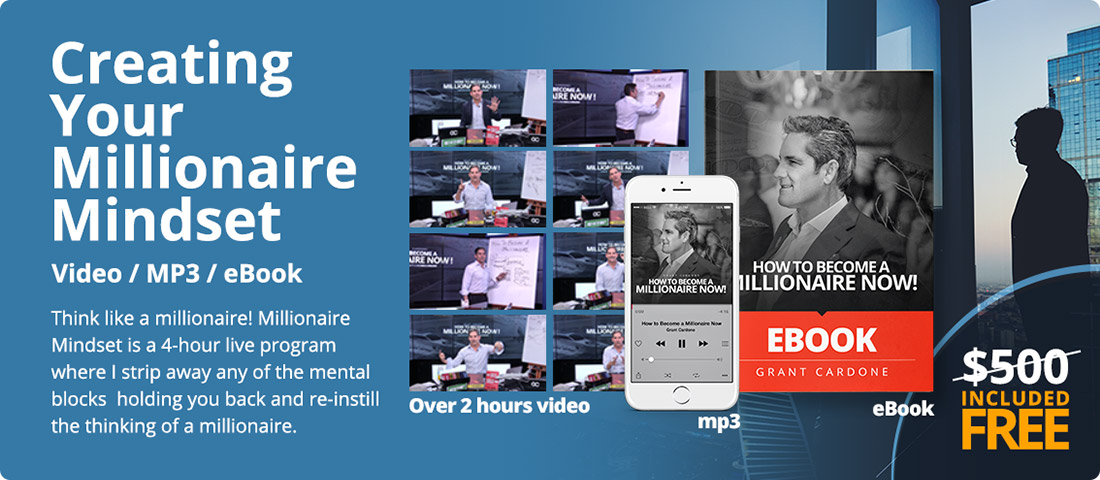 Creating
Your
Millionaire
Mindset
Video / MP3 / eBook
Think like a millionaire! Millionaire
Mindset is a 4-hour live program
where I strip away any of the mental
blocks holding you back and re-instill
the thinking of a millionaire.
Over 2 hours video
HOW TO BECOME A
MILLIONAIRE NOW!
How to Become a Millionaire Now
Grant Cardone
mp3
HOW TO BECOME A
MILLIONAIRE NOW!
EBOOK
GRANT CARDONE
eBook
$500
INCLUDED
FREE